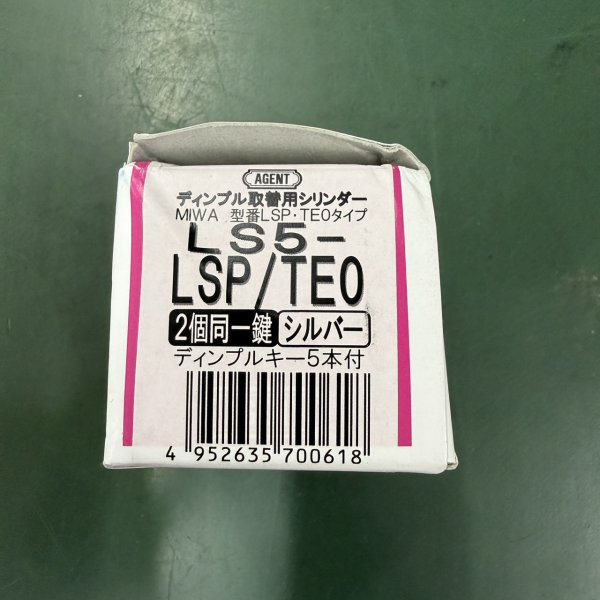 AGENT
ディンプル取替用シリンダー
MIWA 型番LSP・TE0タイプ
LS5-
LSP/TE0
2個同一鍵 シルバー
ディンプルキー5本付
4 952635 700618